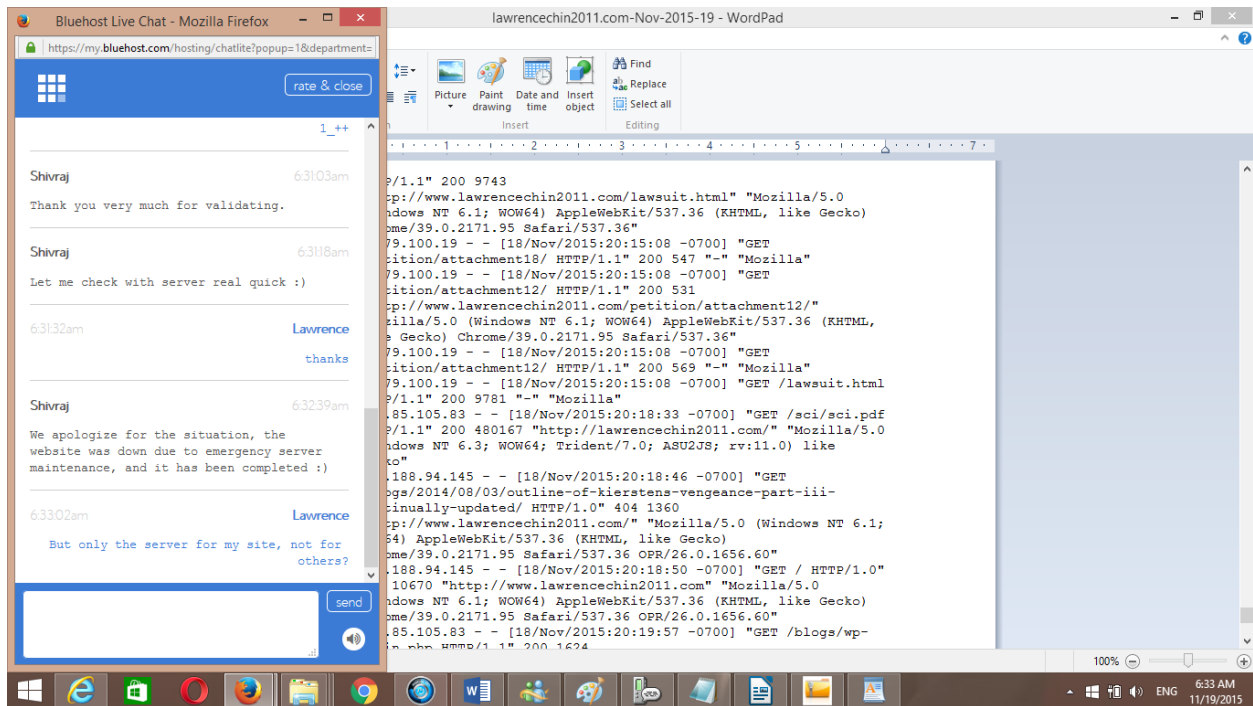 Bluehost Live Chat - Mozilla Firefox
https://my.bluehost.com/hosting/chatlite?popup=1&department=
rate & close
1_++
Shivraj 6:31:03am
Thank you very much for validating.
Shivraj 6:31:18am
Let me check with server real quick :)
6:31:32am Lawrence
thanks
Shivraj 6:32:39am
We apologize for the situation, the
website was down due to emergency server
maintenance, and it has been completed :)
6:33:02am Lawrence
But only the server for my site, not for
others?
send
lawrencechin2011.com-Nov-2015-19 - WordPad
Picture
Paint
drawing
Date and
time
Insert
object
Insert
Find
Replace
Select all
Editing
1 2 3 4 5 7
P/1.1" 200 9743
tp://www.lawrencechin2011.com/lawsuit.html" "Mozilla/5.0
ndows NT 6.1; WOW64) AppleWebKit/537.36 (KHTML, like Gecko)
ome/39.0.2171.95 Safari/537.36"
79.100.19 - - [18/Nov/2015:20:15:08 -0700] "GET
tition/attachment18/ HTTP/1.1" 200 547 "-" "Mozilla"
79.100.19 - - [18/Nov/2015:20:15:08 -0700] "GET
tition/attachment12/ HTTP/1.1" 200 531
tp://www.lawrencechin2011.com/petition/attachment12/"
zilla/5.0 (Windows NT 6.1; WOW64) AppleWebKit/537.36 (KHTML,
e Gecko) Chrome/39.0.2171.95 Safari/537.36"
79.100.19 - - [18/Nov/2015:20:15:08 -0700] "GET
tition/attachment12/ HTTP/1.1" 200 569 "-" "Mozilla"
79.100.19 - - [18/Nov/2015:20:15:08 -0700] "GET /lawsuit.html
P/1.1" 200 9781 "-" "Mozilla"
.85.105.83 - - [18/Nov/2015:20:18:33 -0700] "GET /sci/sci.pdf
P/1.1" 200 480167 "http://lawrencechin2011.com/" "Mozilla/5.0
ndows NT 6.3; WOW64; Trident/7.0; ASU2JS; rv:11.0) like
ko"
.188.94.145 - - [18/Nov/2015:20:18:46 -0700] "GET
ogs/2014/08/03/outline-of-kierstens-vengeance-part-iii-
tinually-updated/ HTTP/1.0" 404 1360
tp://www.lawrencechin2011.com/" "Mozilla/5.0 (Windows NT 6.1;
64) AppleWebKit/537.36 (KHTML, like Gecko)
ome/39.0.2171.95 Safari/537.36 OPR/26.0.1656.60"
.188.94.145 - - [18/Nov/2015:20:18:50 -0700] "GET / HTTP/1.0"
10670 "http://www.lawrencechin2011.com" "Mozilla/5.0
ndows NT 6.1; WOW64) AppleWebKit/537.36 (KHTML, like Gecko)
ome/39.0.2171.95 Safari/537.36 OPR/26.0.1656.60"
.85.105.83 - - [18/Nov/2015:20:19:57 -0700] "GET /blogs/wp-
in.php HTTP/1.1" 200 1624
100%
ENG
6:33 AM
11/19/2015